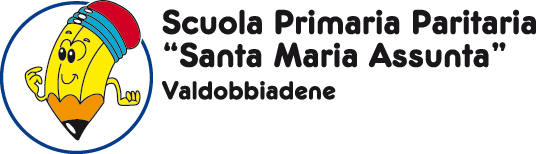 Scuola Primaria Paritaria
“Santa Maria Assunta”
Valdobbiadene